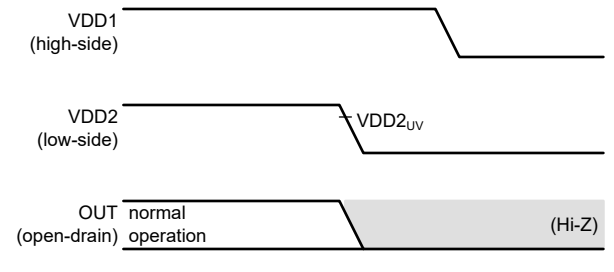 VDD1
(high-side)
VDD2
(low-side)
VDD2UV
OUT
(open-drain)
normal
operation
(Hi-Z)